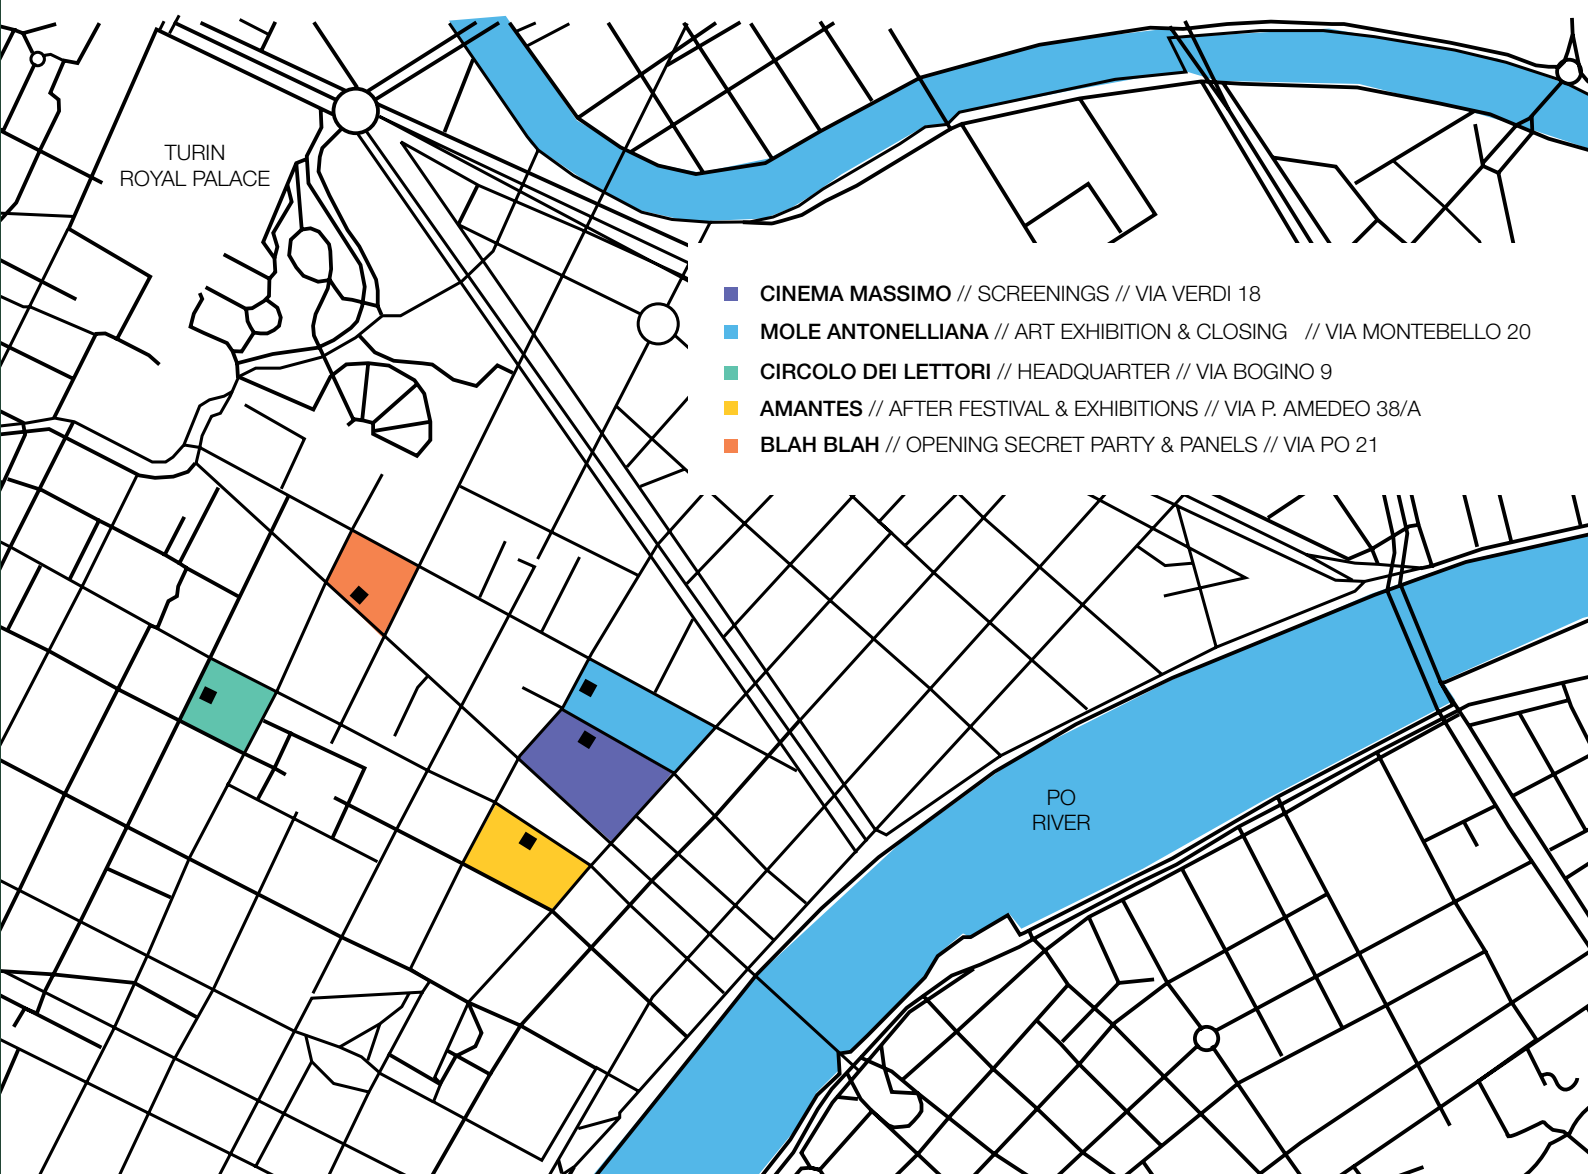 TURIN
ROYAL PALACE
CINEMA MASSIMO // SCREENINGS // VIA VERDI 18
MOLE ANTONELLIANA // ART EXHIBITION & CLOSING // VIA MONTEBELLO 20
CIRCOLO DEI LETTORI // HEADQUARTER // VIA BOGINO 9
AMANTES // AFTER FESTIVAL & EXHIBITIONS // VIA P. AMEDEO 38/A
BLAH BLAH // OPENING SECRET PARTY & PANELS // VIA PO 21
PO
RIVER